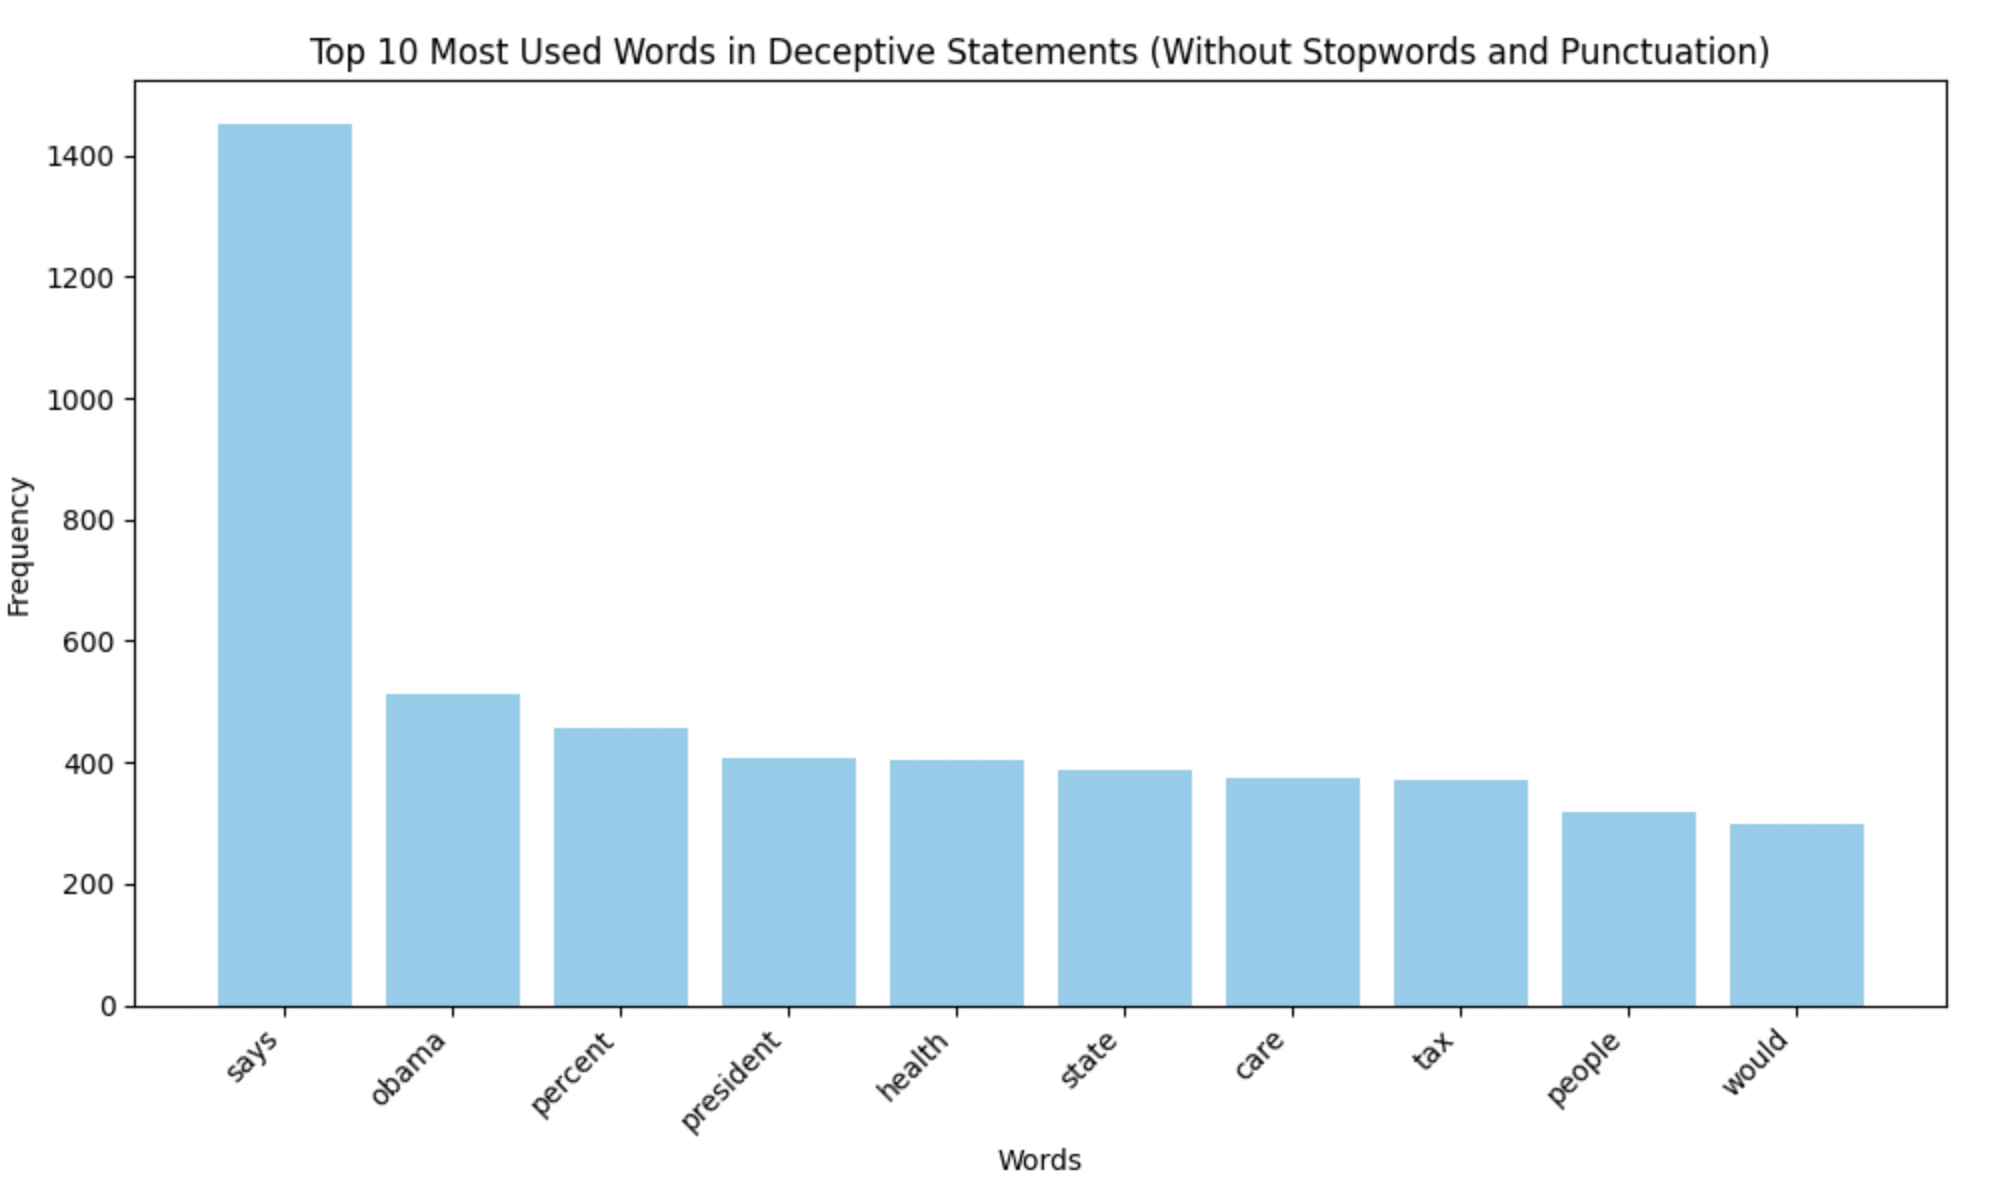 Top 10 Most Used Words in Deceptive Statements (Without Stopwords and Punctuation)
Frequency
1400
1200
1000
800
600
400
200
0
says
obama
percent
president
health
state
care
tax
people
would
Words